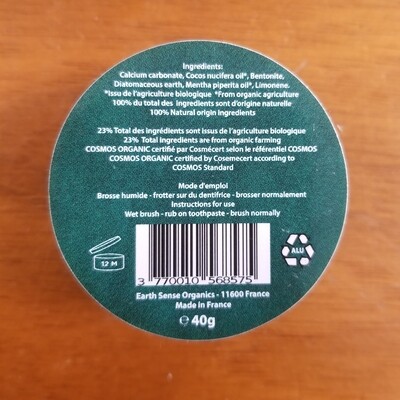 Ingredients:
Calcium carbonate, Cocos nucifera oil*, Bentonite,
Diatomaceous earth, Mentha piperita oil*, Limonene.
*Issu de l'agriculture biologique *From organic agriculture
100% du total des ingredients sont d'origine naturelle
100% Natural origin ingredients
23% Total des ingrédients sont issus de l'agriculture biologique
23% Total Ingredients are from organic farming
COSMOS ORGANIC certifié par Cosmécert selon le référentiel COSMOS
COSMOS ORGANIC certified by Cosmecert according to
COSMOS Standard
Mode d'emploi
Brosse humide - frotter sur du dentifrice - brosser normalement
Instructions for use
Wet brush - rub on toothpaste - brush normally
12 M
ALU
3 770010 568575
Earth Sense Organics - 11600 France
Made in France
℮ 40g